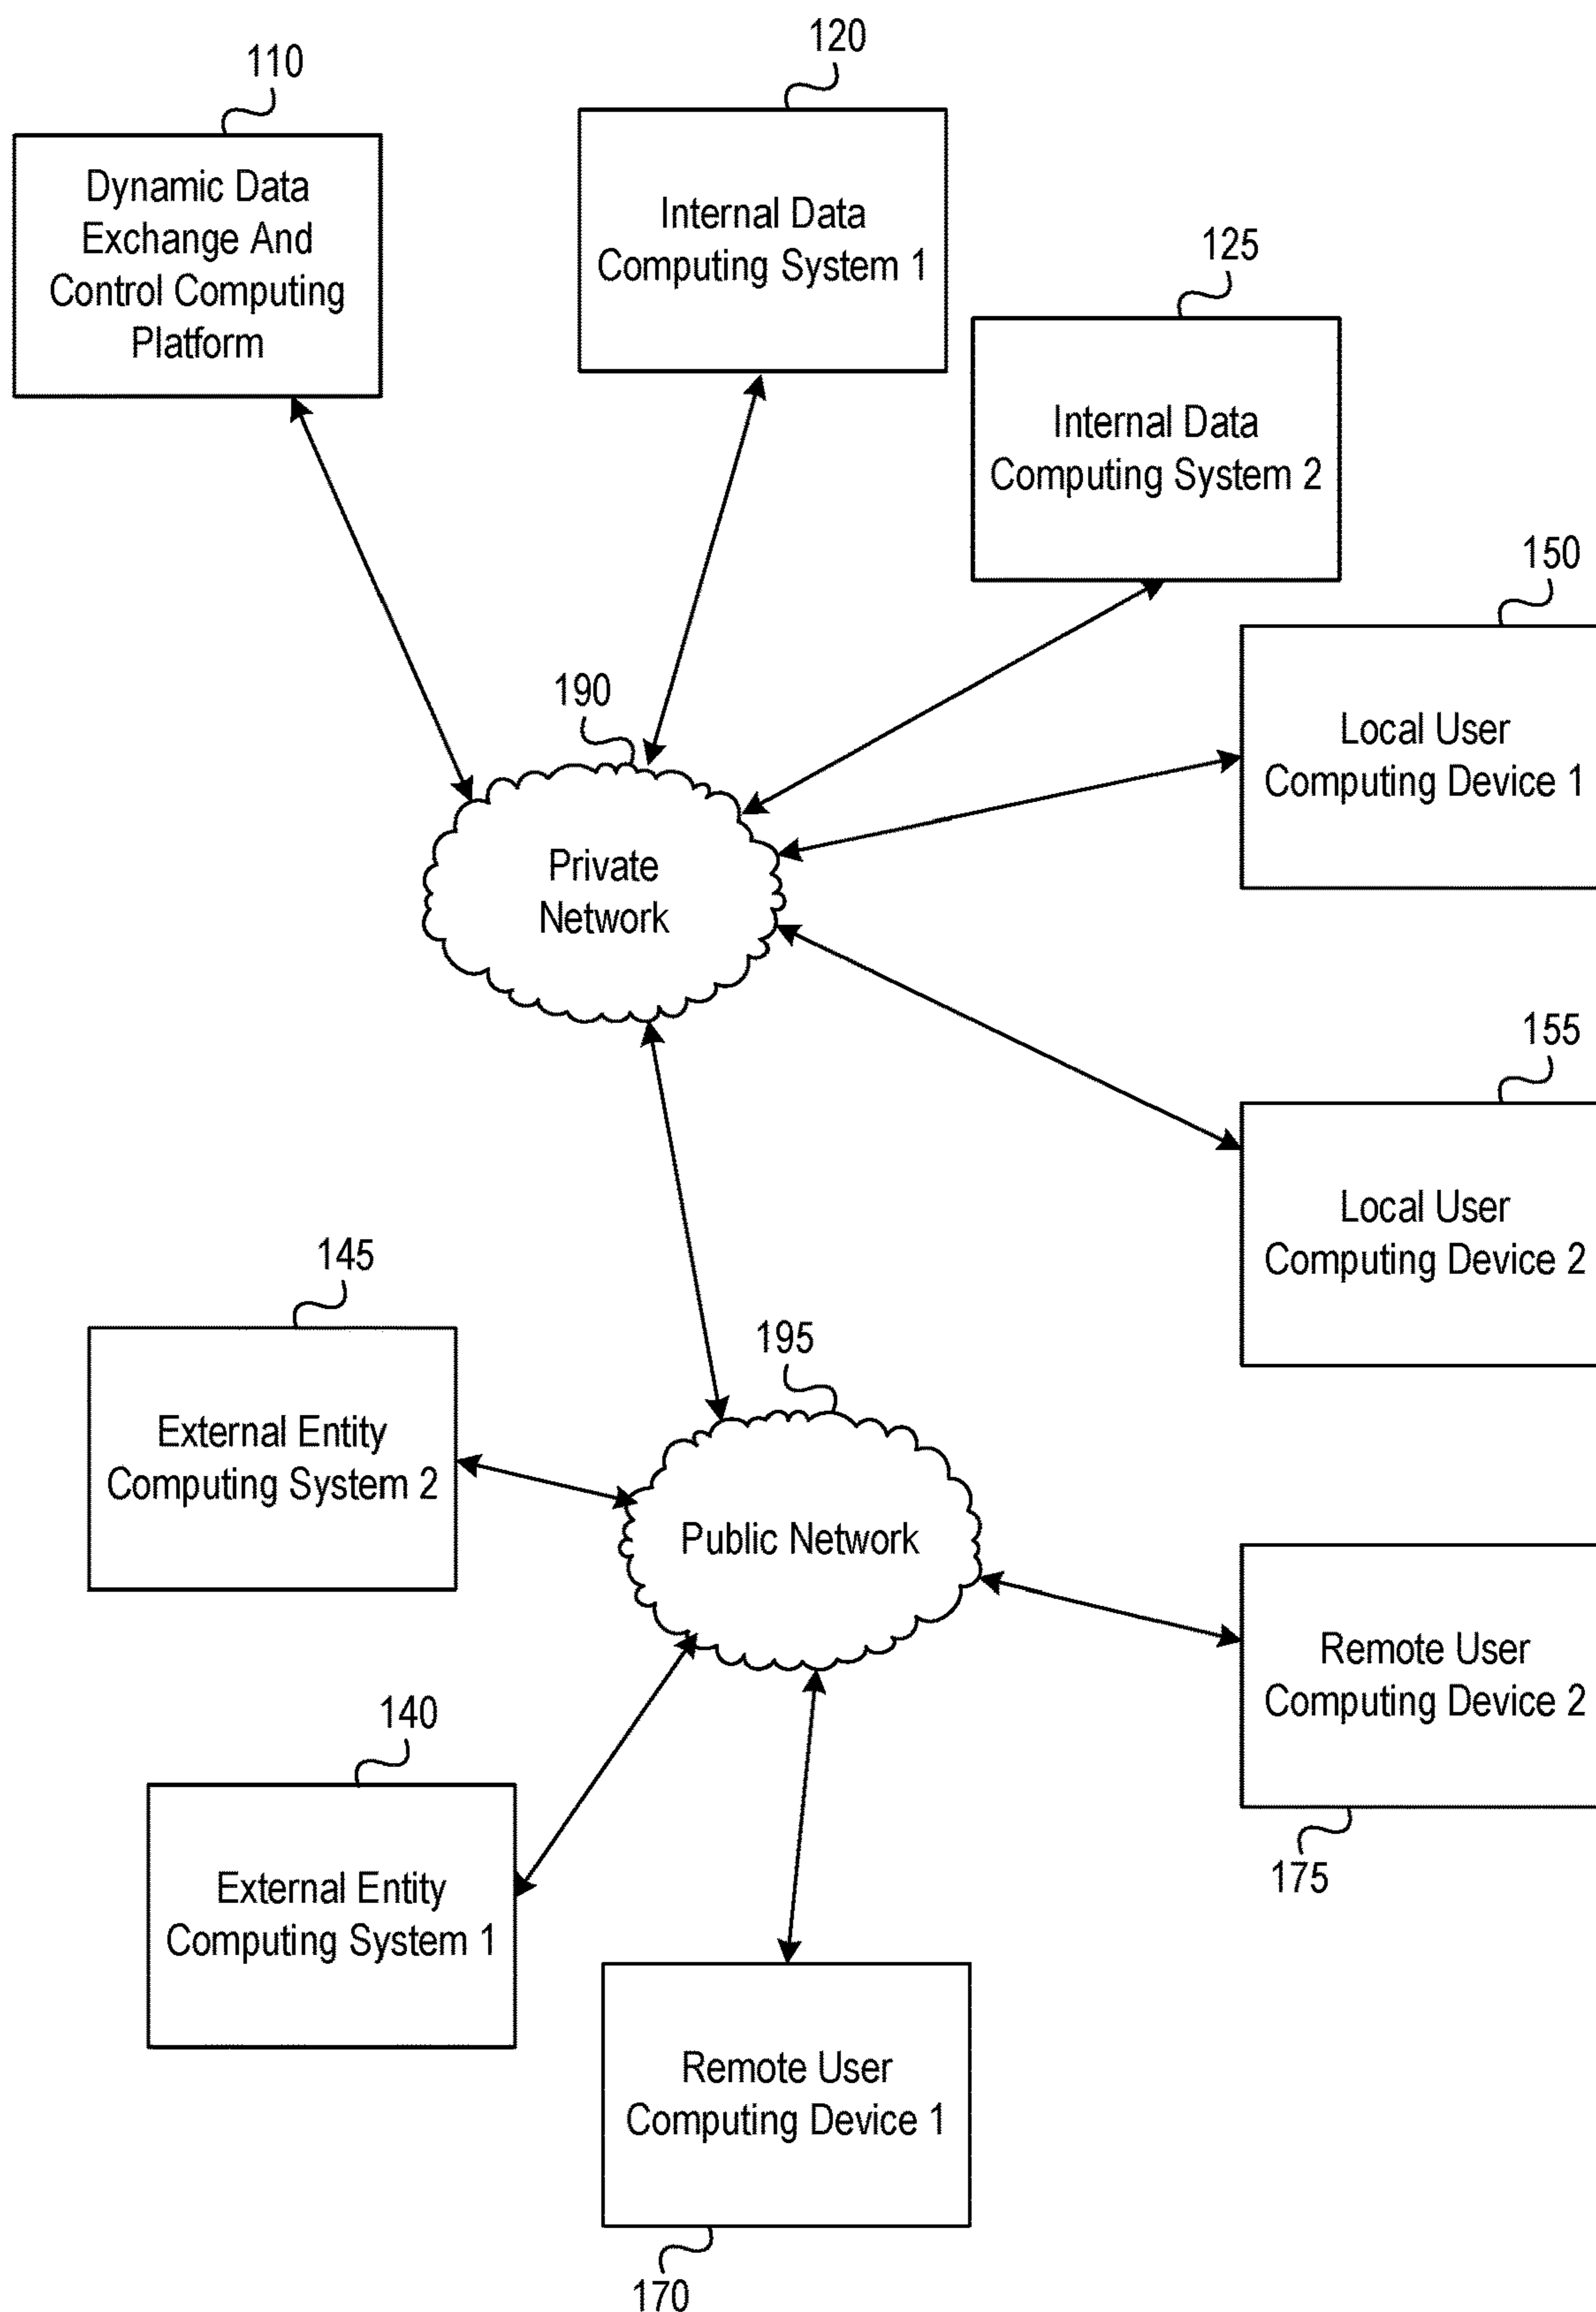 110
Dynamic Data
Exchange And
Control Computing
Platform
120
Internal Data
Computing System 1
125
Internal Data
Computing System 2
150
Local User
Computing Device 1
190
Private
Network
155
Local User
Computing Device 2
145
External Entity
Computing System 2
195
Public Network
Remote User
Computing Device 2
175
140
External Entity
Computing System 1
Remote User
Computing Device 1
170